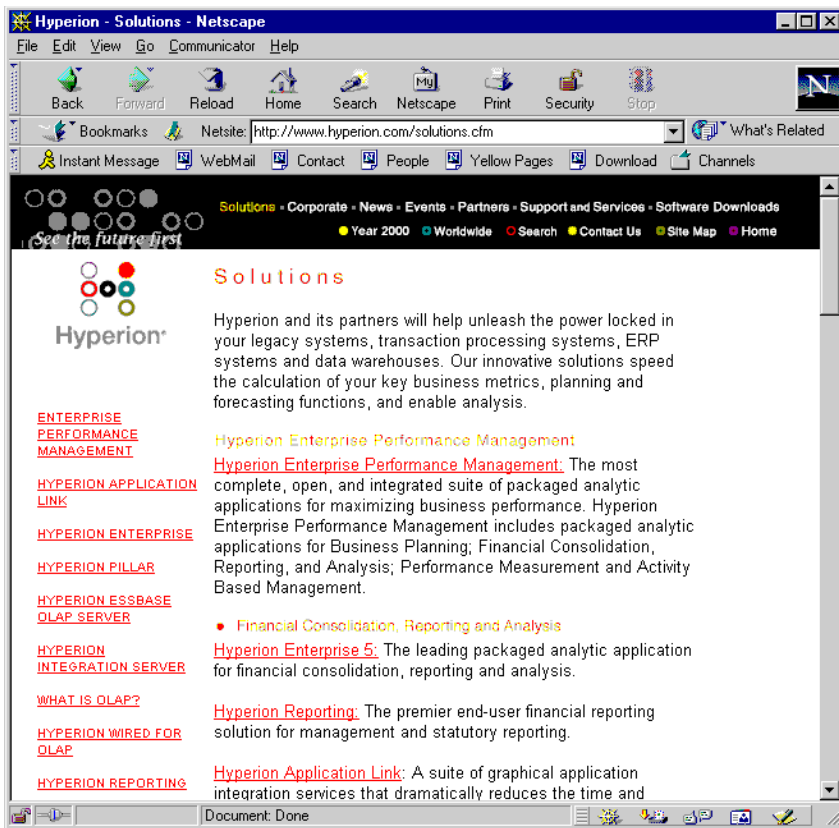 Hyperion - Solutions - Netscape
File Edit View Go Communicator Help
Back Forward Reload Home Search Netscape Print Security Stop
My
N
Bookmarks Netsite: http://www.hyperion.com/solutions.cfm What's Related
Instant Message WebMail Contact People Yellow Pages Download Channels
Solutions - Corporate - News - Events - Partners - Support and Services - Software Downloads
Year 2000 Worldwide Search Contact Us Site Map Home
See the future first
Hyperion
ENTERPRISE
PERFORMANCE
MANAGEMENT
HYPERION APPLICATION
LINK
HYPERION ENTERPRISE
HYPERION PILLAR
HYPERION ESSBASE
OLAP SERVER
HYPERION
INTEGRATION SERVER
WHAT IS OLAP?
HYPERION WIRED FOR
OLAP
HYPERION REPORTING
Solutions
Hyperion and its partners will help unleash the power locked in
your legacy systems, transaction processing systems, ERP
systems and data warehouses. Our innovative solutions speed
the calculation of your key business metrics, planning and
forecasting functions, and enable analysis.
Hyperion Enterprise Performance Management
Hyperion Enterprise Performance Management: The most
complete, open, and integrated suite of packaged analytic
applications for maximizing business performance. Hyperion
Enterprise Performance Management includes packaged analytic
applications for Business Planning; Financial Consolidation,
Reporting, and Analysis; Performance Measurement and Activity
Based Management.
• Financial Consolidation, Reporting and Analysis
Hyperion Enterprise 5: The leading packaged analytic application
for financial consolidation, reporting and analysis.
Hyperion Reporting: The premier end-user financial reporting
solution for management and statutory reporting.
Hyperion Application Link: A suite of graphical application
integration services that dramatically reduces the time and
Document: Done